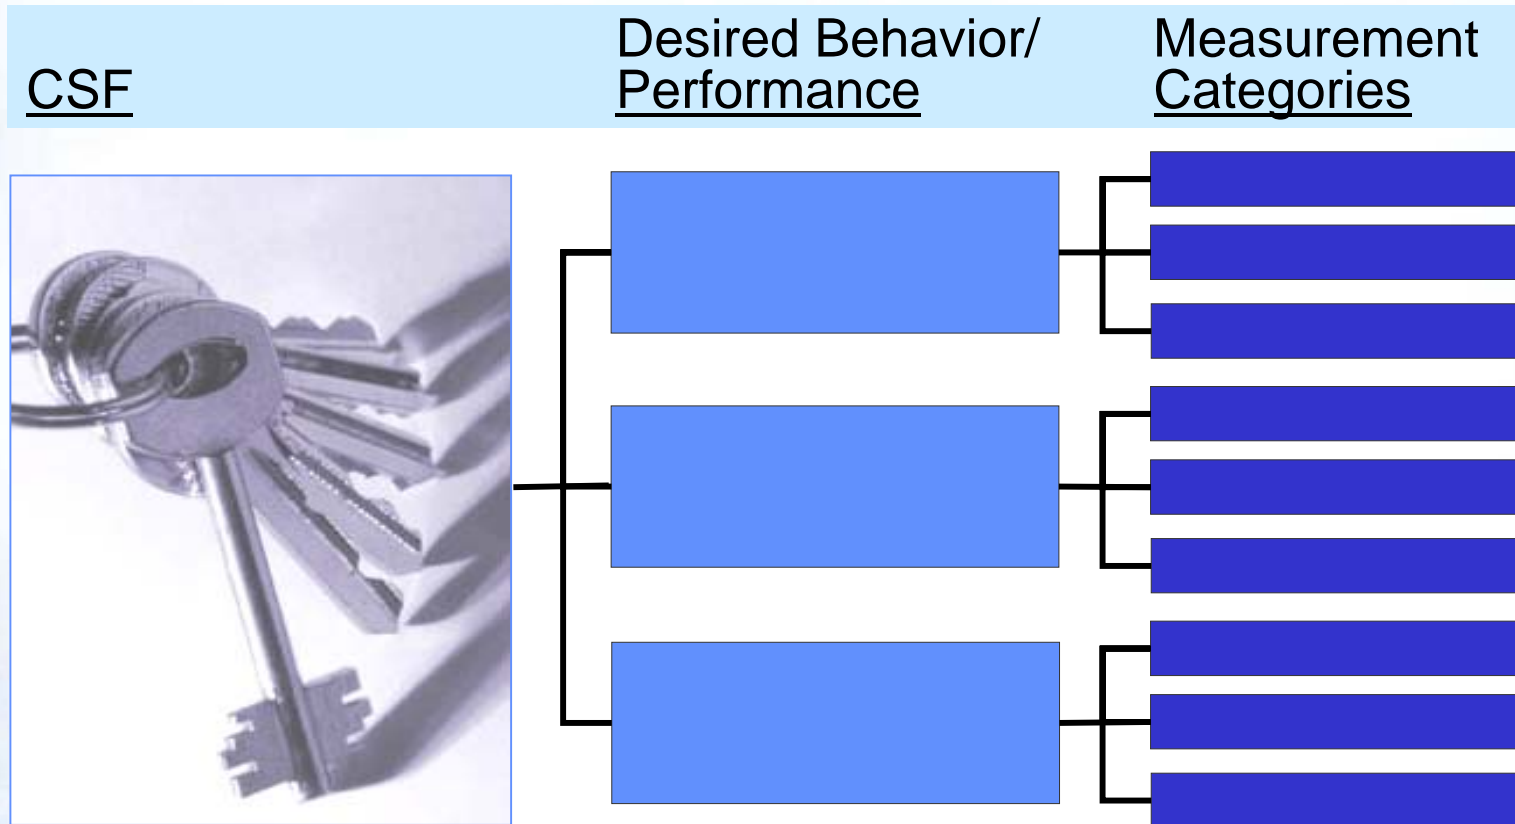 CSF
Desired Behavior/
Performance
Measurement
Categories